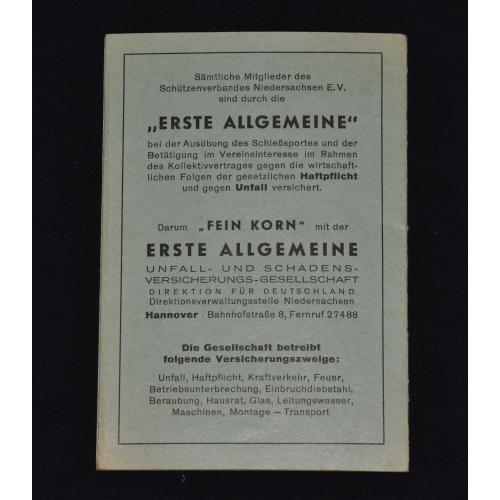 Sämtliche Mitglieder des
Schützenverbandes Niedersachsen E.V.
sind durch die
„ERSTE ALLGEMEINE“
bei der Ausübung des Schießsportes und der
Betätigung im Vereinsinteresse im Rahmen
des Kollektivvertrages gegen die wirtschaft-
lichen Folgen der gesetzlichen Haftpflicht
und gegen Unfall versichert.
Darum „FEIN KORN“ mit der
ERSTE ALLGEMEINE
UNFALL- UND SCHADENS-
VERSICHERUNGS-GESELLSCHAFT
DIREKTION FÜR DEUTSCHLAND
Direktionsverwaltungsstelle Niedersachsen
Hannover · Bahnhofstraße 8, Fernruf 27488
Die Gesellschaft betreibt
folgende Versicherungszweige:
Unfall, Haftpflicht, Kraftverkehr, Feuer,
Betriebsunterbrechung, Einbruchdiebstahl,
Beraubung, Hausrat, Glas, Leitungswasser,
Maschinen, Montage — Transport